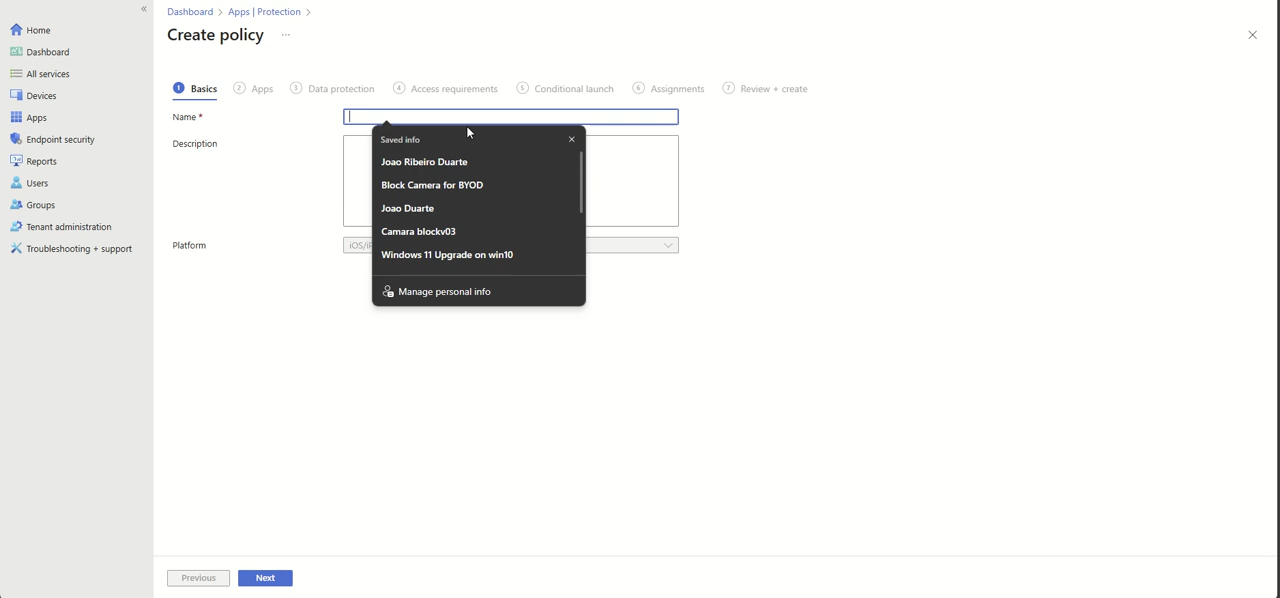 «
Dashboard > Apps | Protection >
Create policy ...
Home
Dashboard
All services
Devices
Apps
Endpoint security
Reports
Users
Groups
Tenant administration
Troubleshooting + support
1 Basics 2 Apps 3 Data protection 4 Access requirements 5 Conditional launch 6 Assignments 7 Review + create
Name *
Description
Platform
iOS/iP
Saved info
Joao Ribeiro Duarte
Block Camera for BYOD
Joao Duarte
Camara blockv03
Windows 11 Upgrade on win10
Manage personal info
Previous
Next